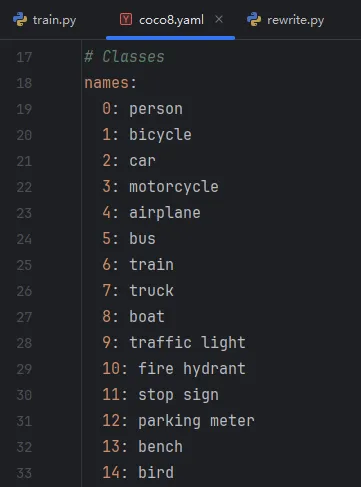 train.py coco8.yaml rewrite.py
17 # Classes
18 names:
19 0: person
20 1: bicycle
21 2: car
22 3: motorcycle
23 4: airplane
24 5: bus
25 6: train
26 7: truck
27 8: boat
28 9: traffic light
29 10: fire hydrant
30 11: stop sign
31 12: parking meter
32 13: bench
33 14: bird